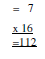 = 7
x 16
=112